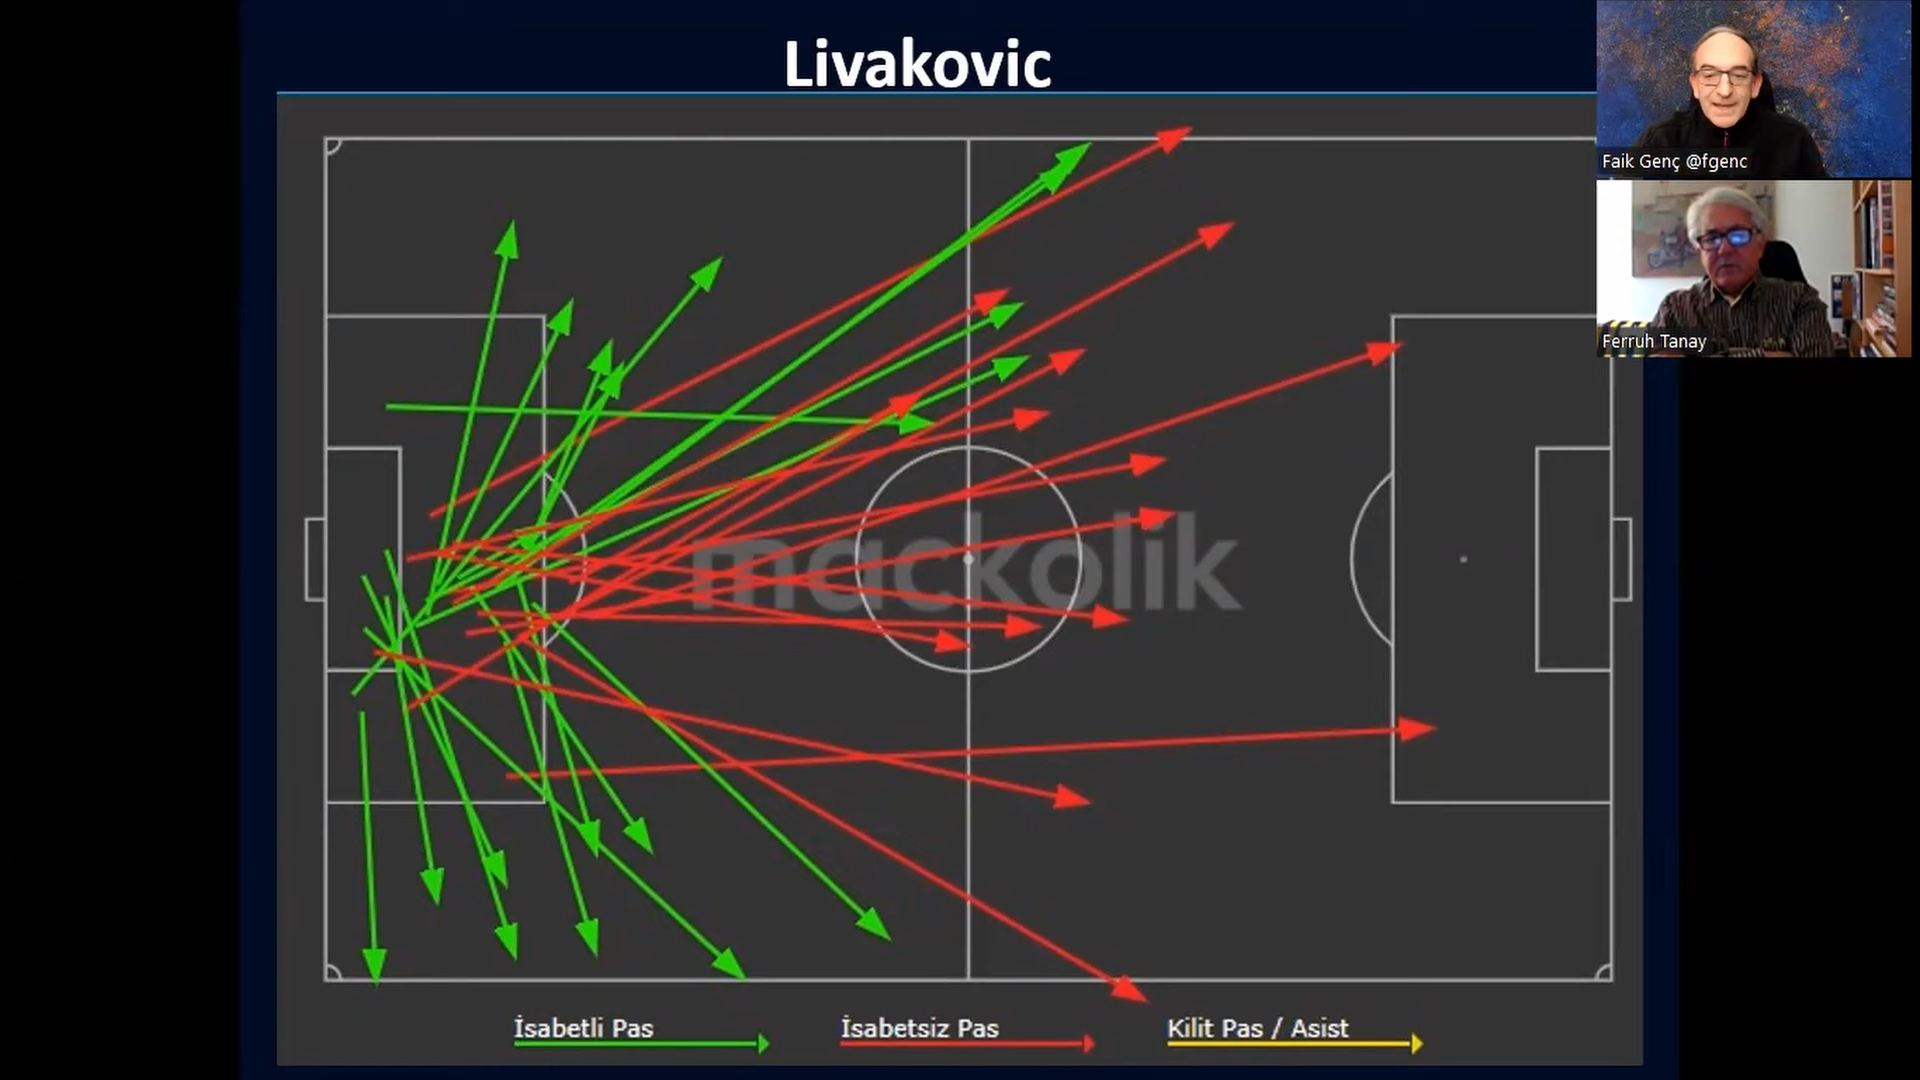 Livakovic
Faik Genç @fgenc
Ferruh Tanay
mackolik
İsabetli Pas
İsabetsiz Pas
Kilit Pas / Asist